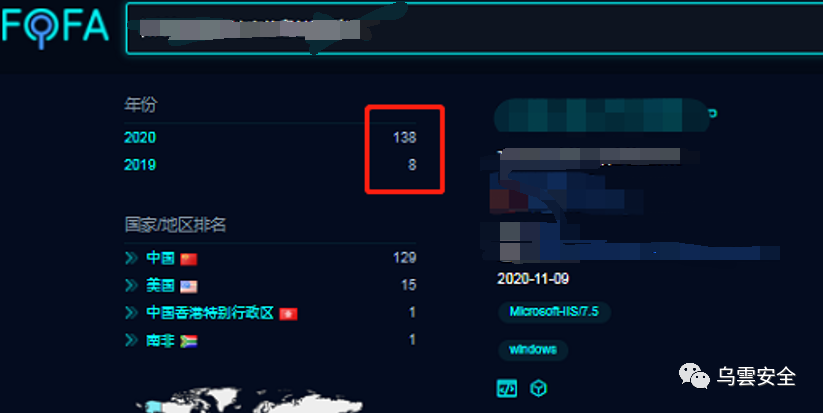 FOFA
年份
2020 138
2019 8
国家/地区排名
中国 129
美国 15
中国香港特别行政区 1
南非 1
2020-11-09
Microsoft-IIS/7.5
windows
乌雲安全